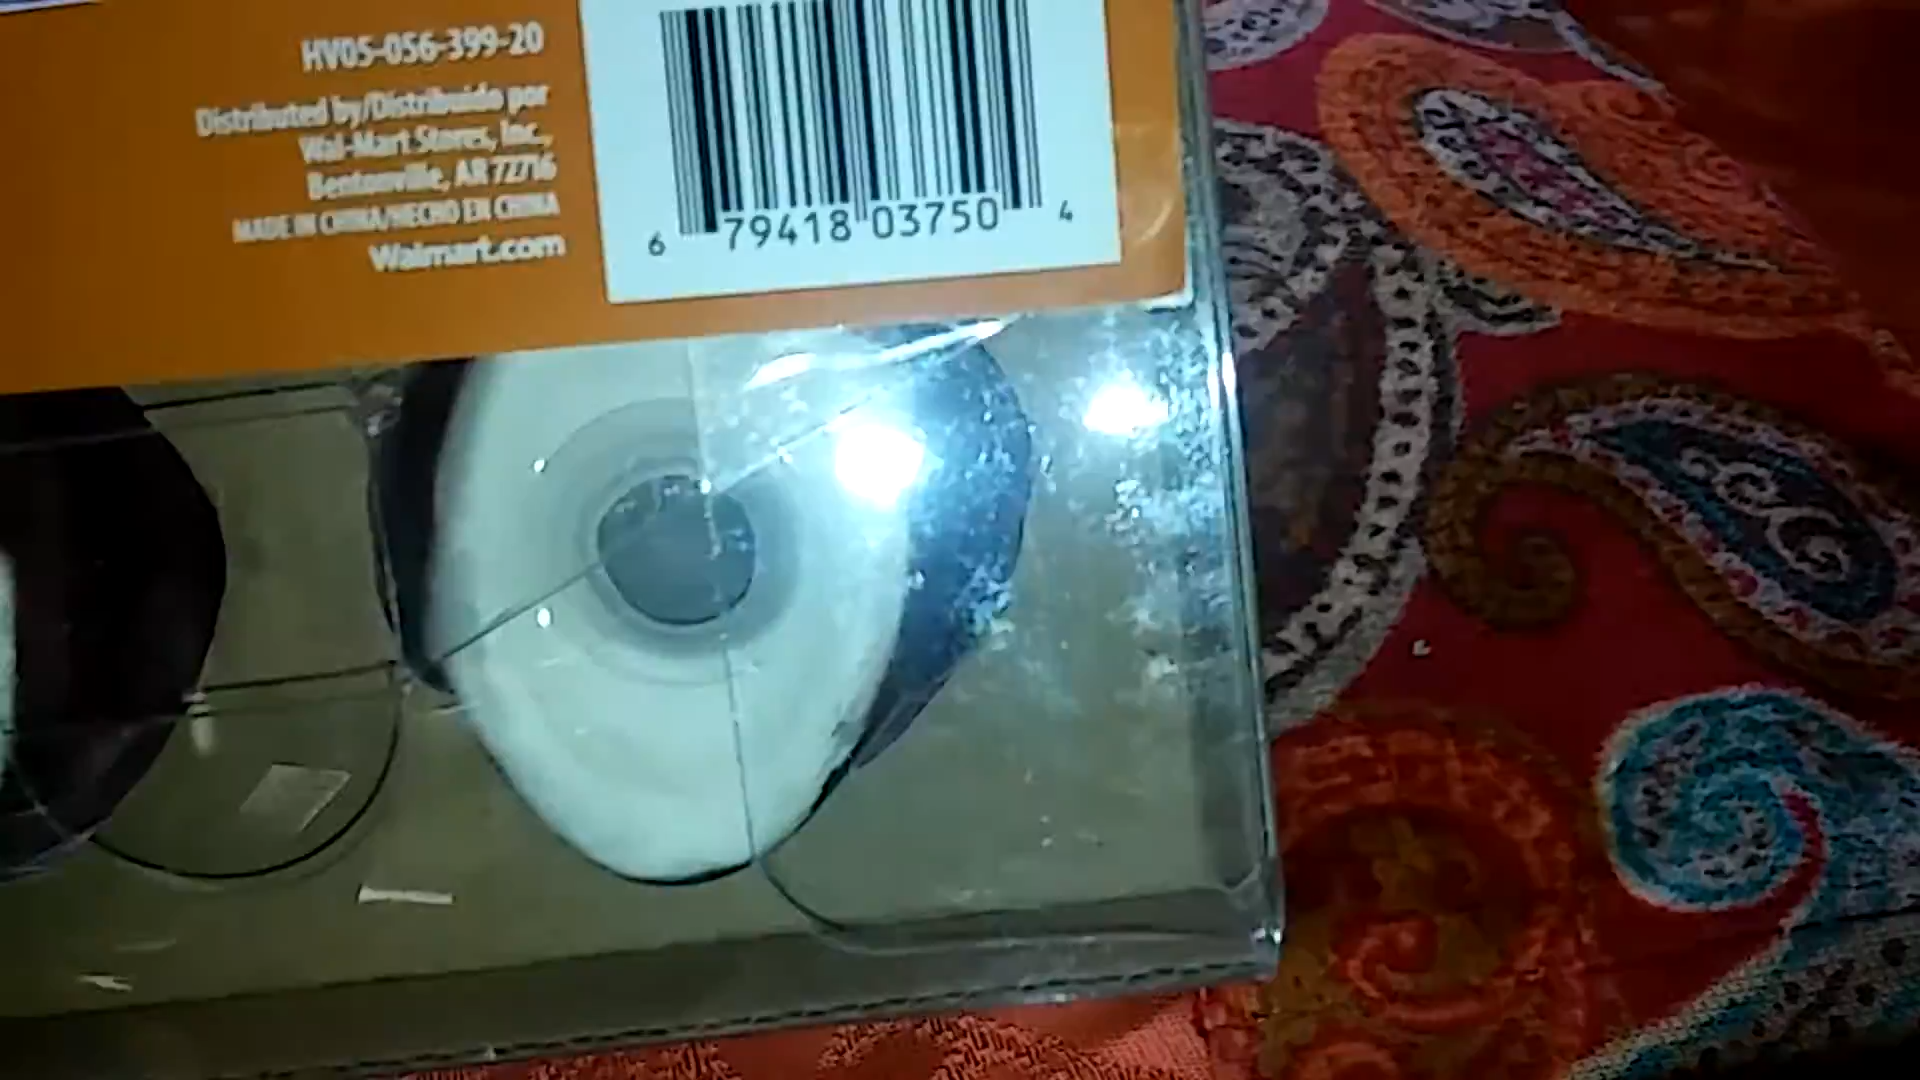 HV05-056-399-20
Distributed by/Distribuido por
Wal-Mart Stores, Inc.,
Bentonville, AR 72716
MADE IN CHINA/HECHO EN CHINA
Walmart.com
6 79418 03750 4